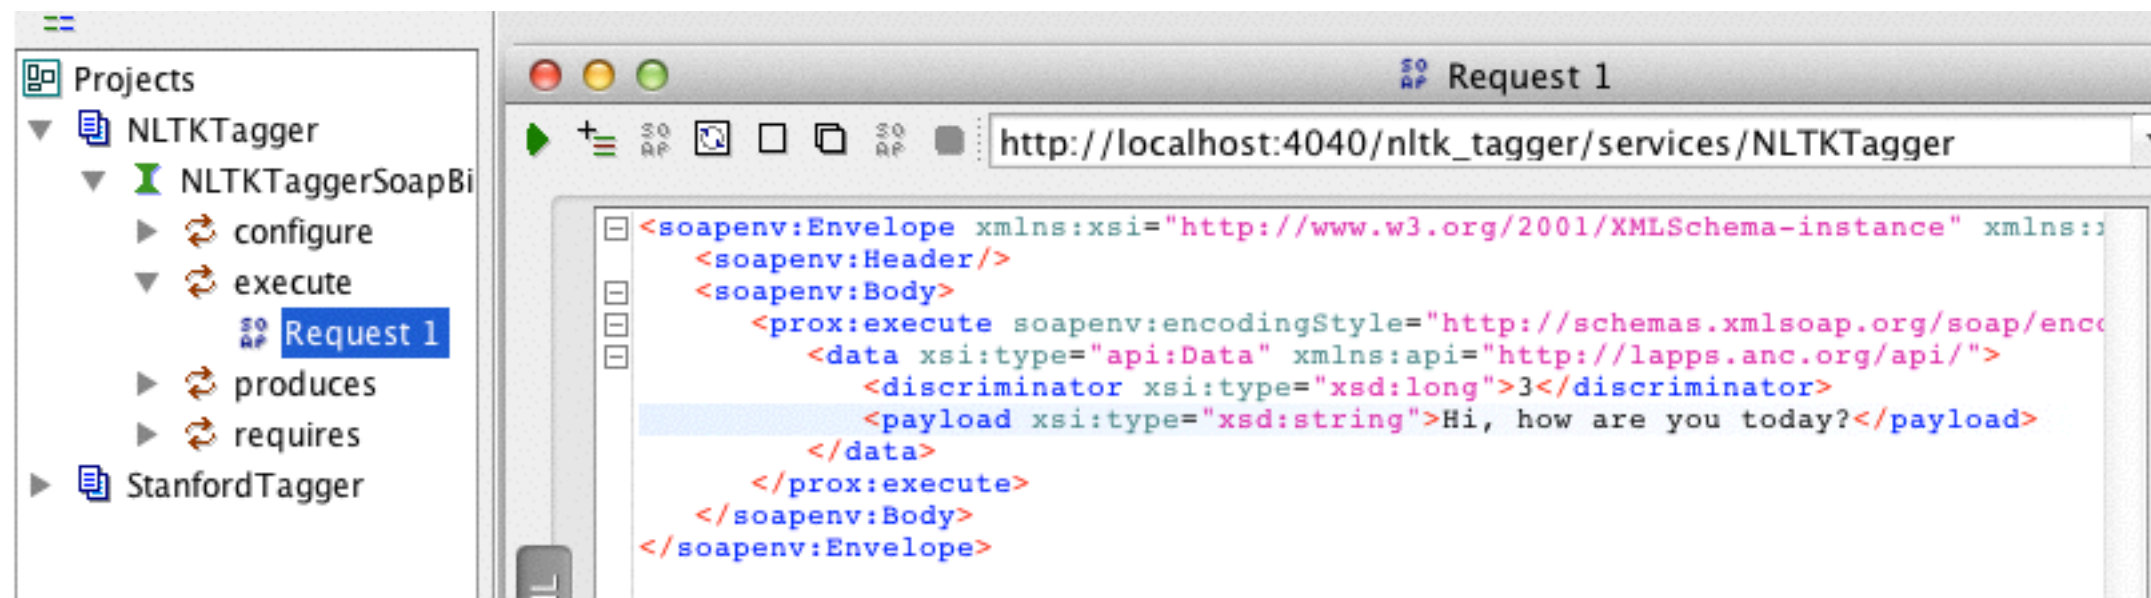 Projects
NLTKTagger
NLTKTaggerSoapBi
configure
execute
Request 1
produces
requires
StanfordTagger
Request 1
http://localhost:4040/nltk_tagger/services/NLTKTagger
<soapenv:Envelope xmlns:xsi="http://www.w3.org/2001/XMLSchema-instance" xmlns:
<soapenv:Header/>
<soapenv:Body>
<prox:execute soapenv:encodingStyle="http://schemas.xmlsoap.org/soap/enc
<data xsi:type="api:Data" xmlns:api="http://lapps.anc.org/api/">
<discriminator xsi:type="xsd:long">3</discriminator>
<payload xsi:type="xsd:string">Hi, how are you today?</payload>
</data>
</prox:execute>
</soapenv:Body>
</soapenv:Envelope>